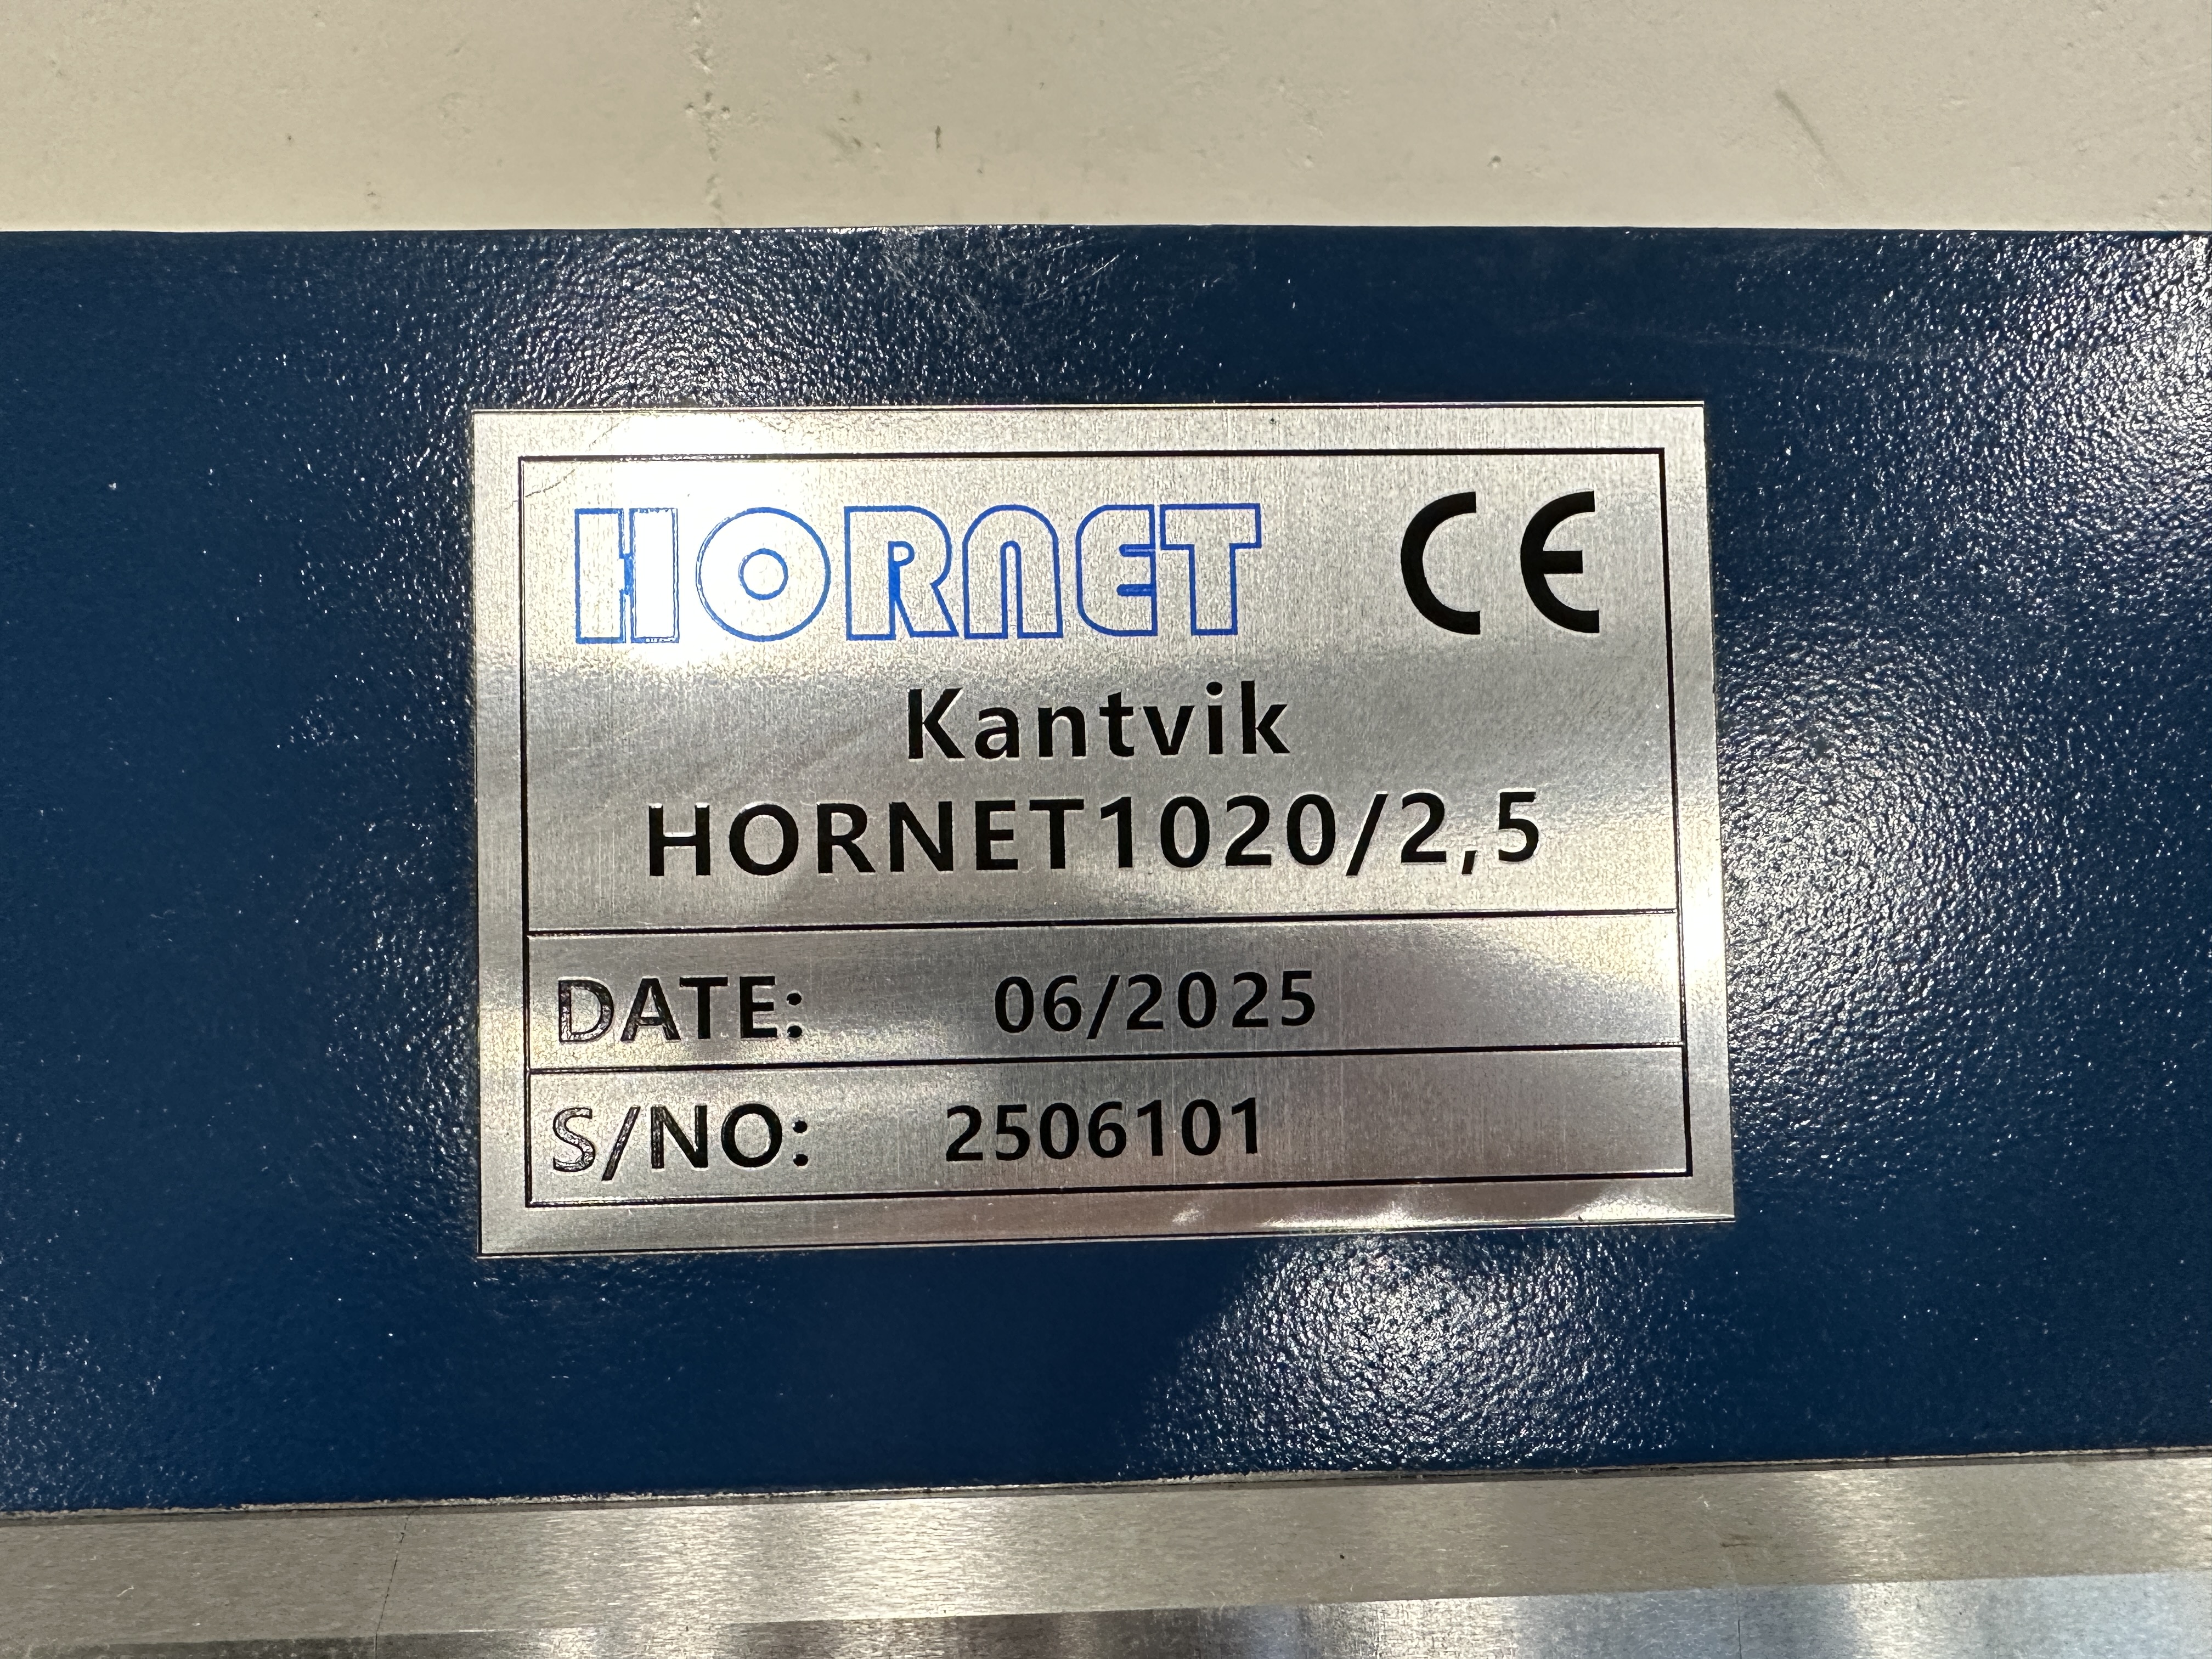 HORNET CE
Kantvik
HORNET1020/2,5
DATE: 06/2025
S/NO: 2506101